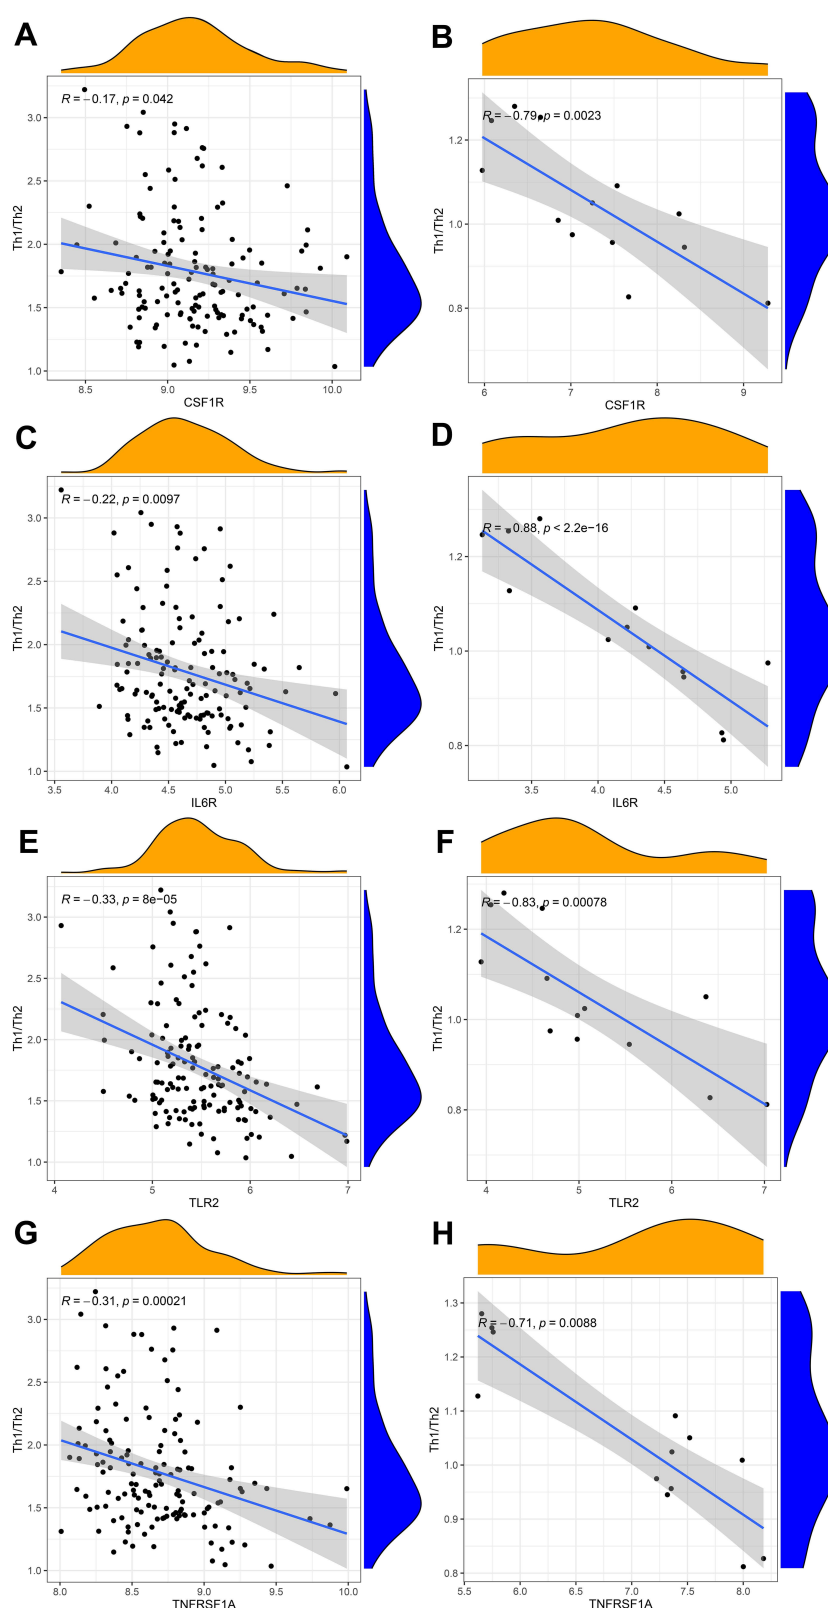 A
R = −0.17, p = 0.042
3.0
2.5
2.0
1.5
1.0
Th1/Th2
8.5 9.0 9.5 10.0
CSF1R
B
R = −0.79, p = 0.0023
1.2
1.0
0.8
Th1/Th2
6 7 8 9
CSF1R
C
R = −0.22, p = 0.0097
3.0
2.5
2.0
1.5
1.0
Th1/Th2
3.5 4.0 4.5 5.0 5.5 6.0
IL6R
D
R = −0.88, p < 2.2e−16
1.2
1.0
0.8
Th1/Th2
3.5 4.0 4.5 5.0
IL6R
E
R = −0.33, p = 8e−05
3.0
2.5
2.0
1.5
1.0
Th1/Th2
4 5 6 7
TLR2
F
R = −0.83, p = 0.00078
1.2
1.0
0.8
Th1/Th2
4 5 6 7
TLR2
G
R = −0.31, p = 0.00021
3.0
2.5
2.0
1.5
1.0
Th1/Th2
8.0 8.5 9.0 9.5 10.0
TNFRSF1A
H
R = −0.71, p = 0.0088
1.3
1.2
1.1
1.0
0.9
0.8
Th1/Th2
5.5 6.0 6.5 7.0 7.5 8.0
TNFRSF1A